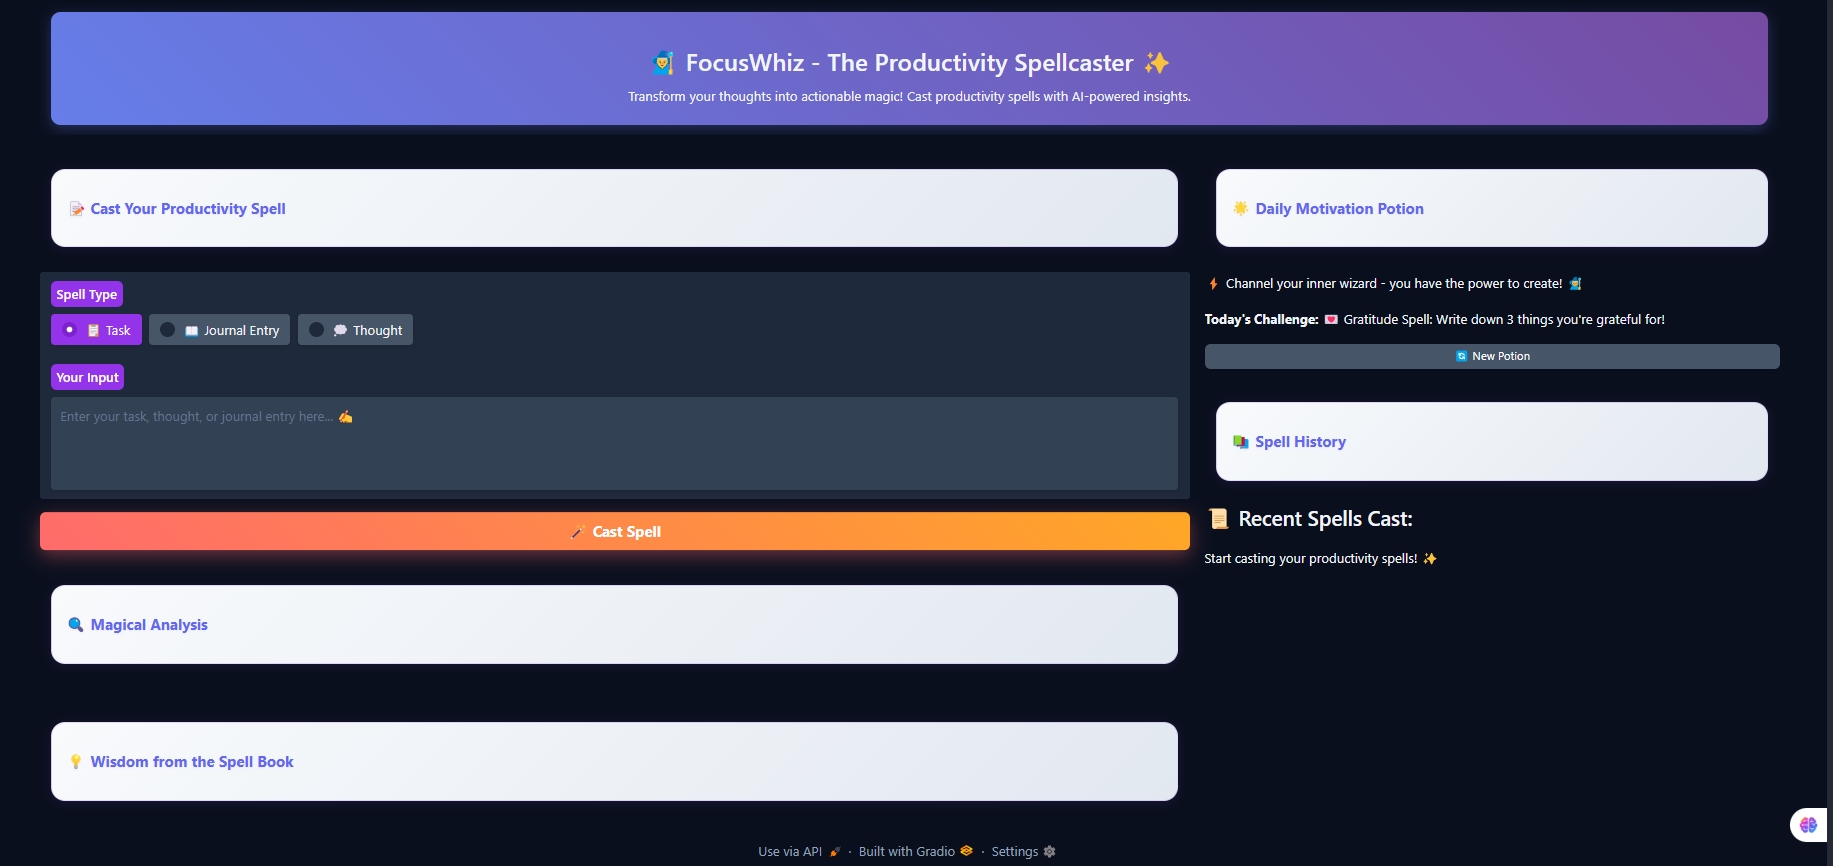 🧙‍♂️ FocusWhiz - The Productivity Spellcaster ✨
Transform your thoughts into actionable magic! Cast productivity spells with AI-powered insights.
📝 Cast Your Productivity Spell
Spell Type
📋 Task
📖 Journal Entry
💭 Thought
Your Input
Enter your task, thought, or journal entry here... ✍️
🪄 Cast Spell
🔍 Magical Analysis
💡 Wisdom from the Spell Book
🌟 Daily Motivation Potion
⚡ Channel your inner wizard - you have the power to create! 🧙‍♂️
Today's Challenge: 💌 Gratitude Spell: Write down 3 things you're grateful for!
🔄 New Potion
📚 Spell History
📜 Recent Spells Cast:
Start casting your productivity spells! ✨
Use via API 🚀 · Built with Gradio · Settings ⚙️